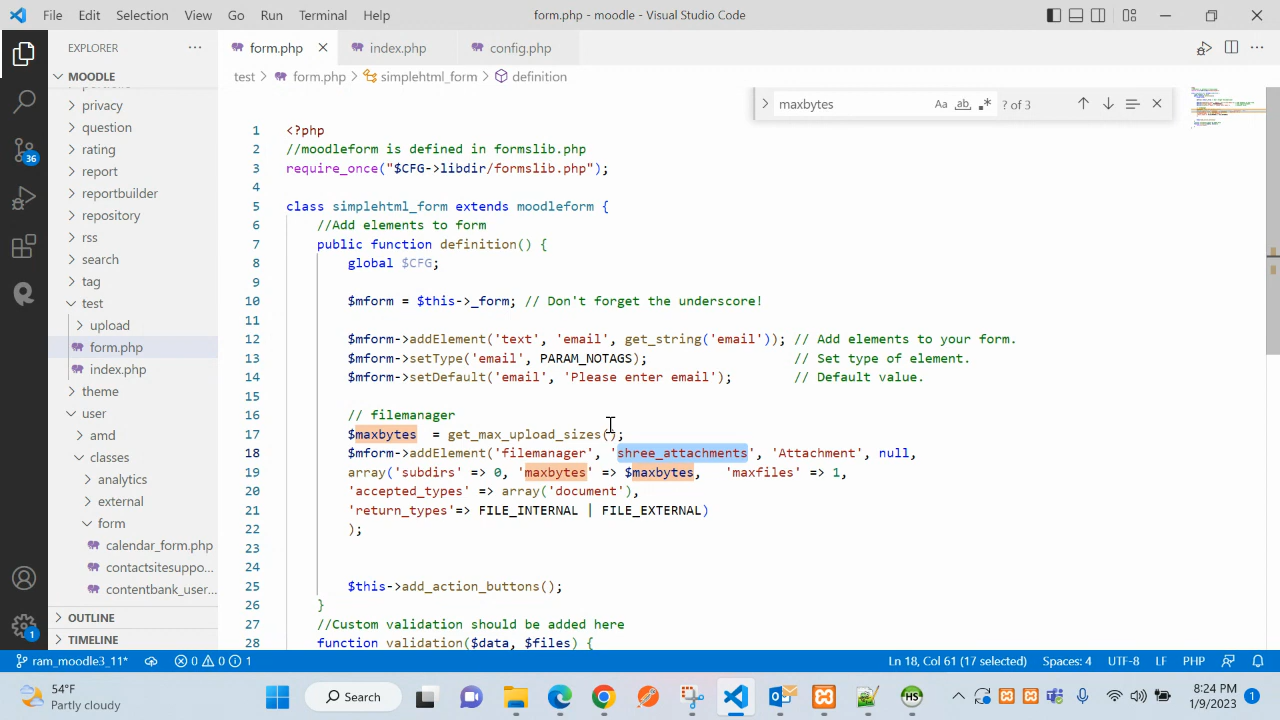 File Edit Selection View Go Run Terminal Help form.php - moodle - Visual Studio Code
EXPLORER ... form.php × index.php config.php ...
MOODLE test > form.php > simplehtml_form > definition
privacy maxbytes ab ? of 3
question
rating
report
reportbuilder
repository
rss
search
tag
test
upload
form.php
index.php
theme
user
amd
classes
analytics
external
form
calendar_form.php
contactsitesuppo...
contentbank_user...
OUTLINE
TIMELINE
36
1
1 <?php
2 //moodleform is defined in formslib.php
3 require_once("$CFG->libdir/formslib.php");
4
5 class simplehtml_form extends moodleform {
6 //Add elements to form
7 public function definition() {
8 global $CFG;
9
10 $mform = $this->_form; // Don't forget the underscore!
11
12 $mform->addElement('text', 'email', get_string('email')); // Add elements to your form.
13 $mform->setType('email', PARAM_NOTAGS); // Set type of element.
14 $mform->setDefault('email', 'Please enter email'); // Default value.
15
16 // filemanager
17 $maxbytes = get_max_upload_sizes();
18 $mform->addElement('filemanager', 'shree_attachments', 'Attachment', null,
19 array('subdirs' => 0, 'maxbytes' => $maxbytes, 'maxfiles' => 1,
20 'accepted_types' => array('document'),
21 'return_types'=> FILE_INTERNAL | FILE_EXTERNAL)
22 );
23
24
25 $this->add_action_buttons();
26 }
27 //Custom validation should be added here
28 function validation($data, $files) {
ram_moodle3_11* 0 0 1 Ln 18, Col 61 (17 selected) Spaces: 4 UTF-8 LF PHP
54°F
Partly cloudy
Search
HS
8:24 PM
1/9/2023
1